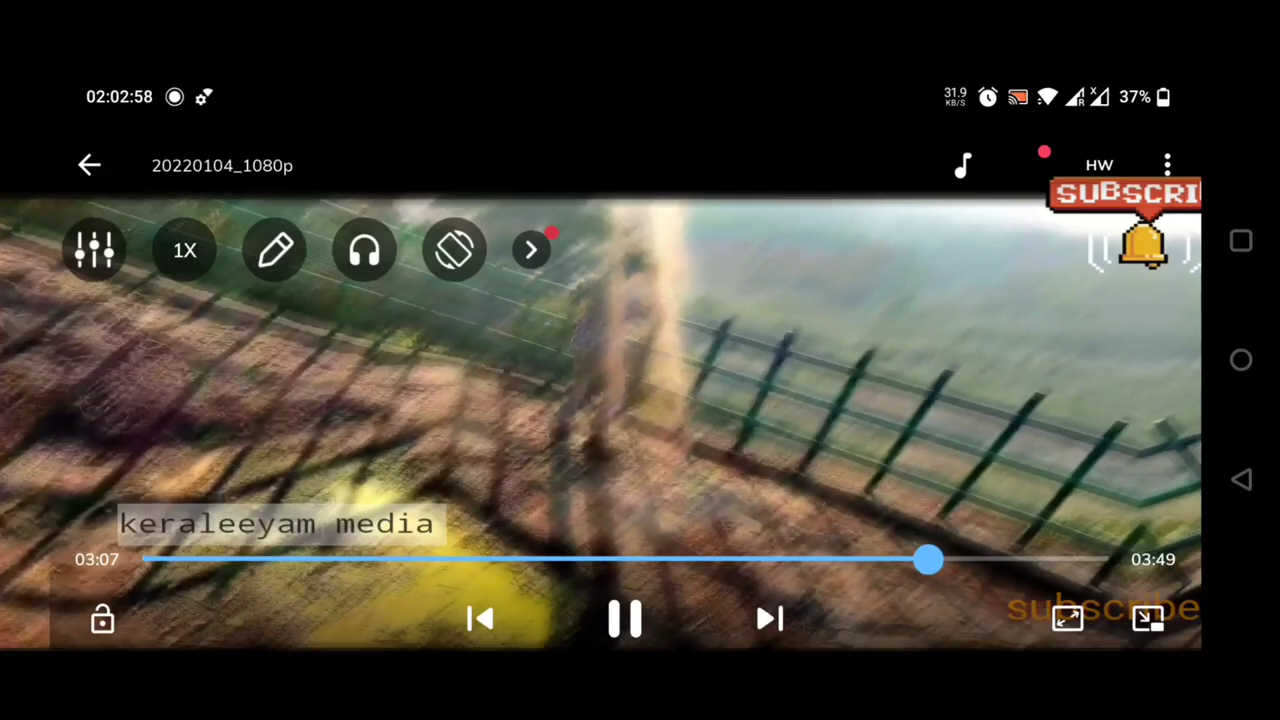 02:02:58
31.9
KB/S
X
R
37%
20220104_1080p
HW
SUBSCRI
1X
keraleeyam media
03:07
03:49
subscribe